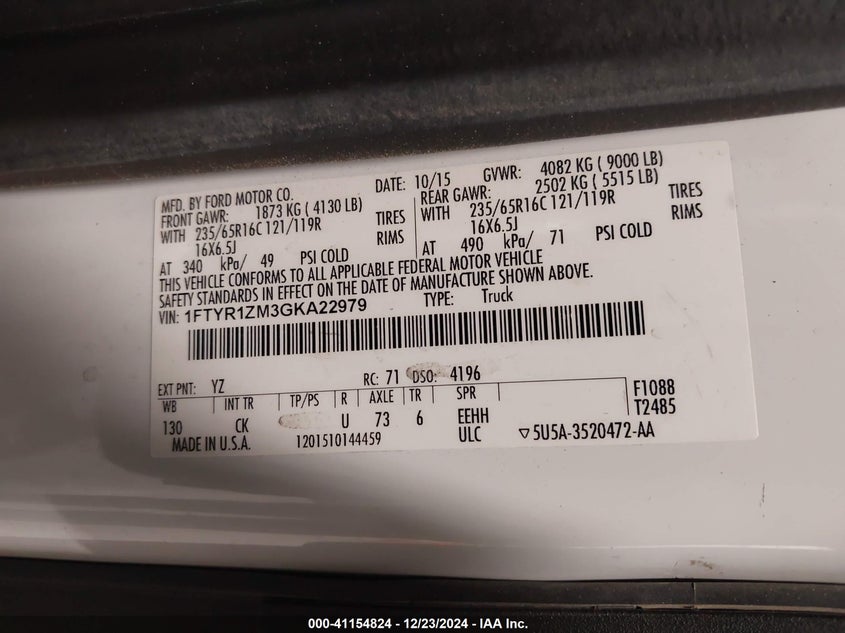 MFD. BY FORD MOTOR CO. DATE: 10/15 GVWR: 4082 KG ( 9000 LB)
FRONT GAWR: 1873 KG ( 4130 LB) REAR GAWR: 2502 KG ( 5515 LB)
WITH 235/65R16C 121/119R TIRES WITH 235/65R16C 121/119R TIRES
16X6.5J RIMS 16X6.5J RIMS
AT 340 kPa/ 49 PSI COLD AT 490 kPa/ 71 PSI COLD
THIS VEHICLE CONFORMS TO ALL APPLICABLE FEDERAL MOTOR VEHICLE
SAFETY STANDARDS IN EFFECT ON THE DATE OF MANUFACTURE SHOWN ABOVE.
VIN: 1FTYR1ZM3GKA22979 TYPE: Truck
EXT PNT: YZ RC: 71 DSO: 4196 F1088
WB INT TR TP/PS R AXLE TR SPR T2485
130 CK U 73 6 EEHH
MADE IN U.S.A. 1201510144459 ULC ▽5U5A-3520472-AA
000-41154824 - 12/23/2024 - IAA Inc.